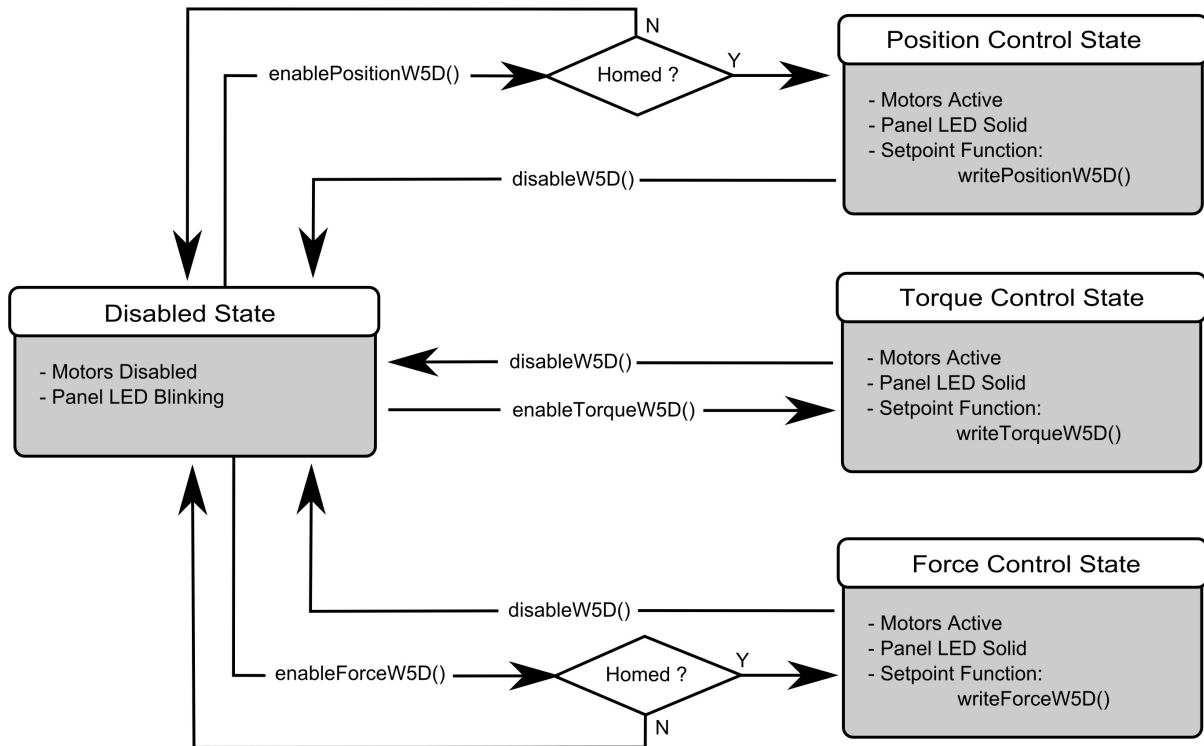 N
enablePositionW5D()
Homed ?
Y
Position Control State
- Motors Active
- Panel LED Solid
- Setpoint Function:
writePositionW5D()
disableW5D()
Disabled State
- Motors Disabled
- Panel LED Blinking
disableW5D()
enableTorqueW5D()
Torque Control State
- Motors Active
- Panel LED Solid
- Setpoint Function:
writeTorqueW5D()
disableW5D()
enableForceW5D()
Homed ?
Y
N
Force Control State
- Motors Active
- Panel LED Solid
- Setpoint Function:
writeForceW5D()